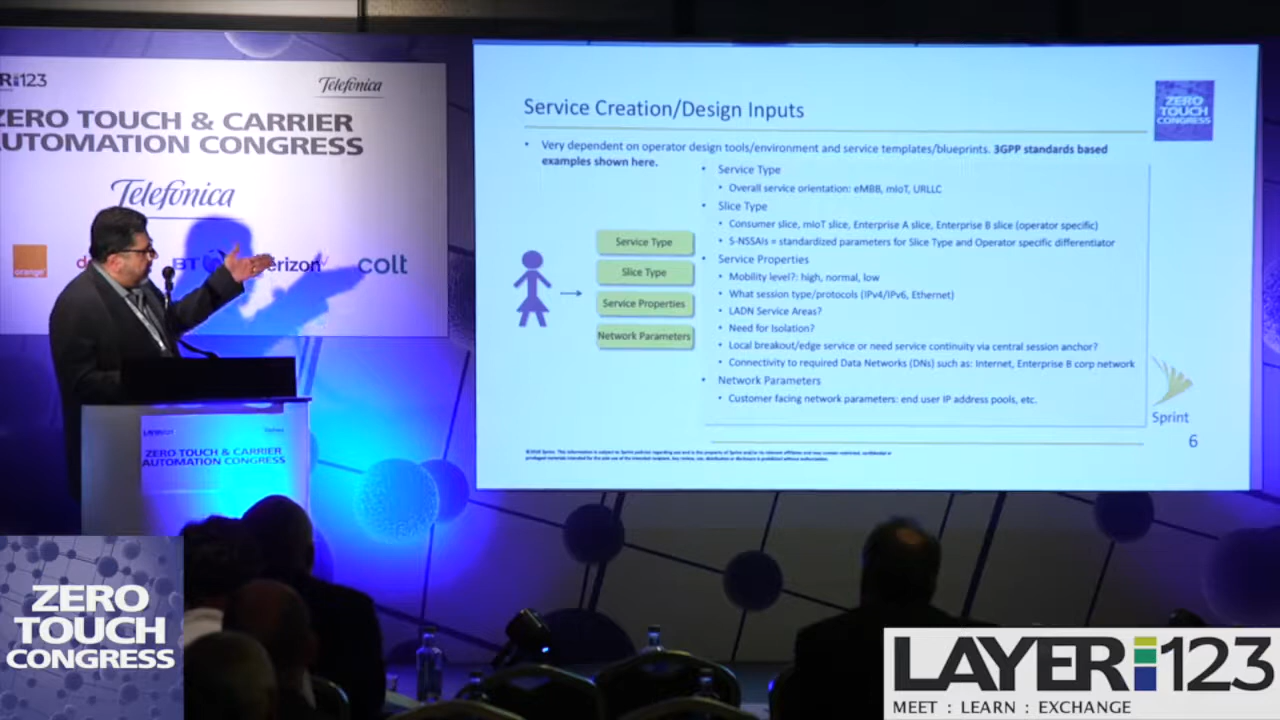 R:123
Telefónica
ZERO TOUCH & CARRIER
AUTOMATION CONGRESS
Telefónica
orange
BT
verizon
colt
LAYER123
ZERO TOUCH & CARRIER
AUTOMATION CONGRESS
Service Creation/Design Inputs
ZERO
TOUCH
CONGRESS
• Very dependent on operator design tools/environment and service templates/blueprints. 3GPP standards based
examples shown here.
Service Type
Slice Type
Service Properties
Network Parameters
• Service Type
• Overall service orientation: eMBB, mIoT, URLLC
• Slice Type
• Consumer slice, mIoT slice, Enterprise A slice, Enterprise B slice (operator specific)
• S-NSSAIs = standardized parameters for Slice Type and Operator specific differentiator
• Service Properties
• Mobility level?: high, normal, low
• What session type/protocols (IPv4/IPv6, Ethernet)
• LADN Service Areas?
• Need for Isolation?
• Local breakout/edge service or need service continuity via central session anchor?
• Connectivity to required Data Networks (DNs) such as: Internet, Enterprise B corp network
• Network Parameters
• Customer facing network parameters: end user IP address pools, etc.
Sprint
6
ZERO
TOUCH
CONGRESS
LAYER123
MEET : LEARN : EXCHANGE